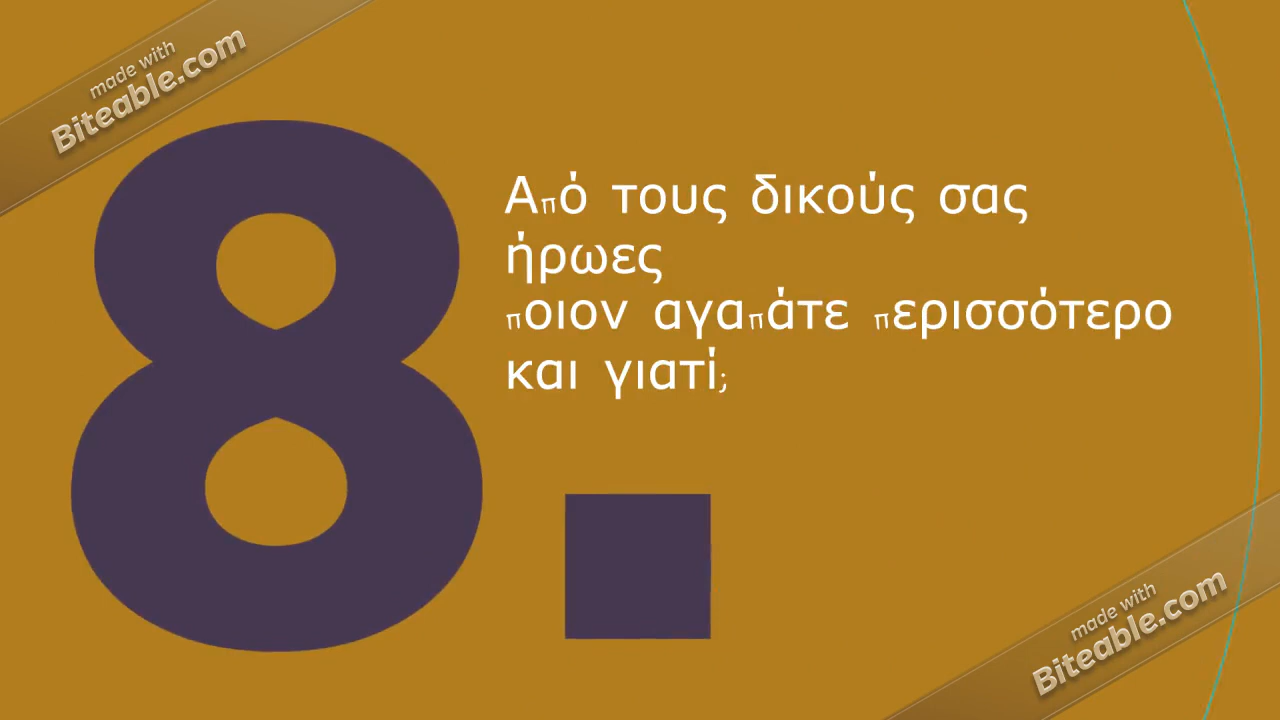 made with
Biteable.com
8.
Από τους δικούς σας
ήρωες
ποιον αγαπάτε περισσότερο
και γιατί;
made with
Biteable.com